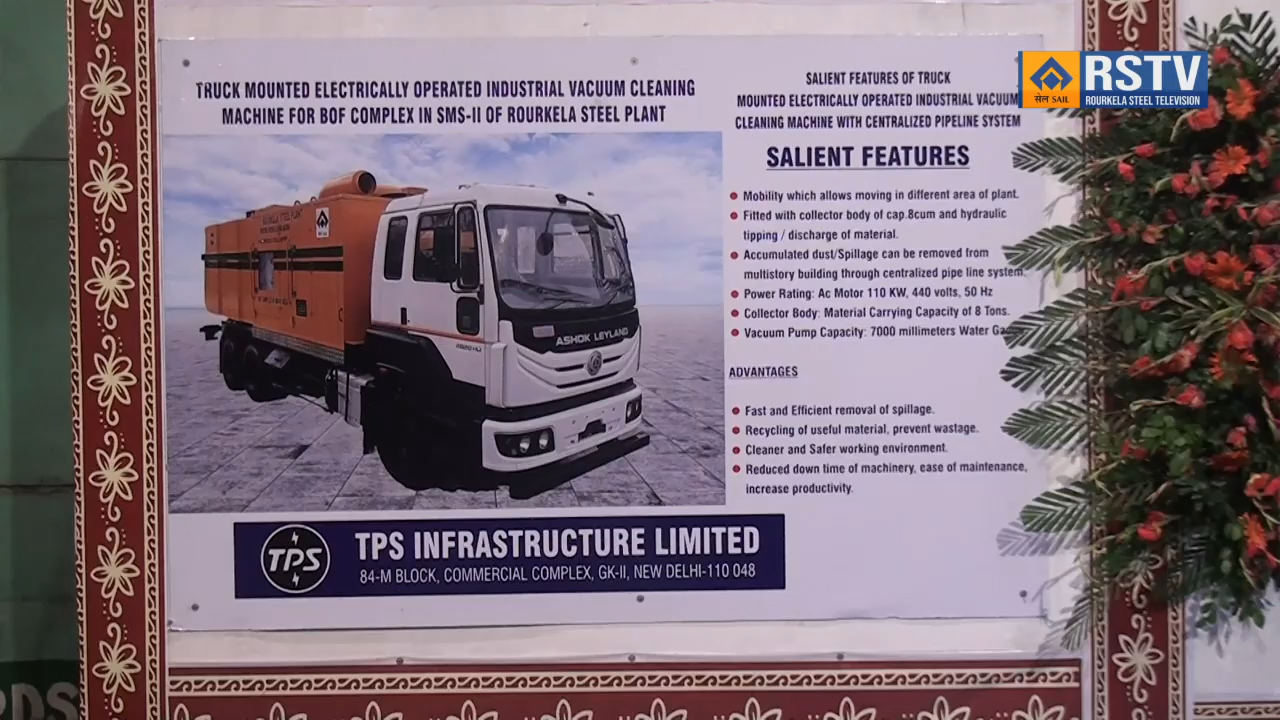 TRUCK MOUNTED ELECTRICALLY OPERATED INDUSTRIAL VACUUM CLEANING
MACHINE FOR BOF COMPLEX IN SMS-II OF ROURKELA STEEL PLANT
ASHOK LEYLAND
TPS
TPS INFRASTRUCTURE LIMITED
84-M BLOCK, COMMERCIAL COMPLEX, GK-II, NEW DELHI-110 048
SALIENT FEATURES OF TRUCK
MOUNTED ELECTRICALLY OPERATED INDUSTRIAL VACUUM
CLEANING MACHINE WITH CENTRALIZED PIPELINE SYSTEM
SALIENT FEATURES
Mobility which allows moving in different area of plant.
Fitted with collector body of cap.8cum and hydraulic
tipping / discharge of material.
Accumulated dust/Spillage can be removed from
multistory building through centralized pipe line system.
Power Rating: Ac Motor 110 KW, 440 volts, 50 Hz
Collector Body: Material Carrying Capacity of 8 Tons.
Vacuum Pump Capacity: 7000 millimeters Water
ADVANTAGES
Fast and Efficient removal of spillage.
Recycling of useful material, prevent wastage.
Cleaner and Safer working environment.
Reduced down time of machinery, ease of maintenance,
increase productivity.
सेल SAIL
RSTV
ROURKELA STEEL TELEVISION